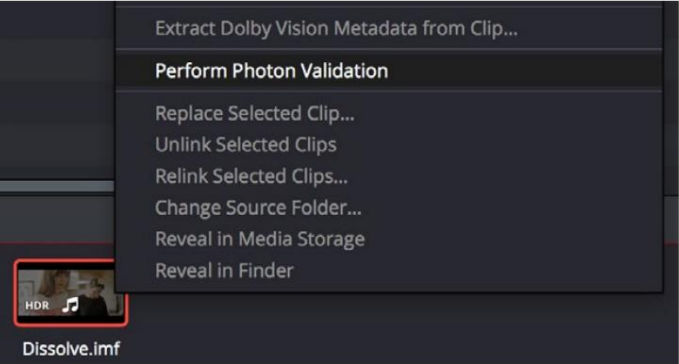 Extract Dolby Vision Metadata from Clip...
Perform Photon Validation
Replace Selected Clip...
Unlink Selected Clips
Relink Selected Clips...
Change Source Folder...
Reveal in Media Storage
Reveal in Finder
HDR
Dissolve.imf